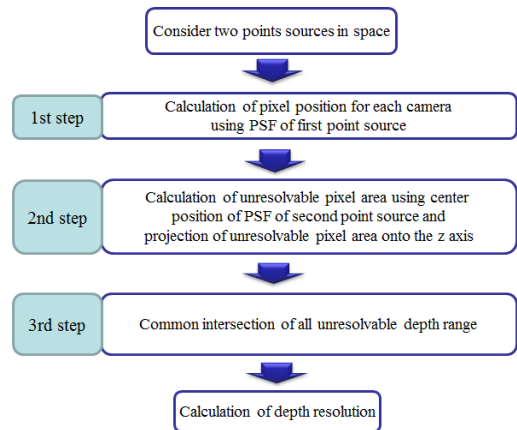 Consider two points sources in space
1st step
Calculation of pixel position for each camera
using PSF of first point source
2nd step
Calculation of unresolvable pixel area using center
position of PSF of second point source and
projection of unresolvable pixel area onto the z axis
3rd step
Common intersection of all unresolvable depth range
Calculation of depth resolution